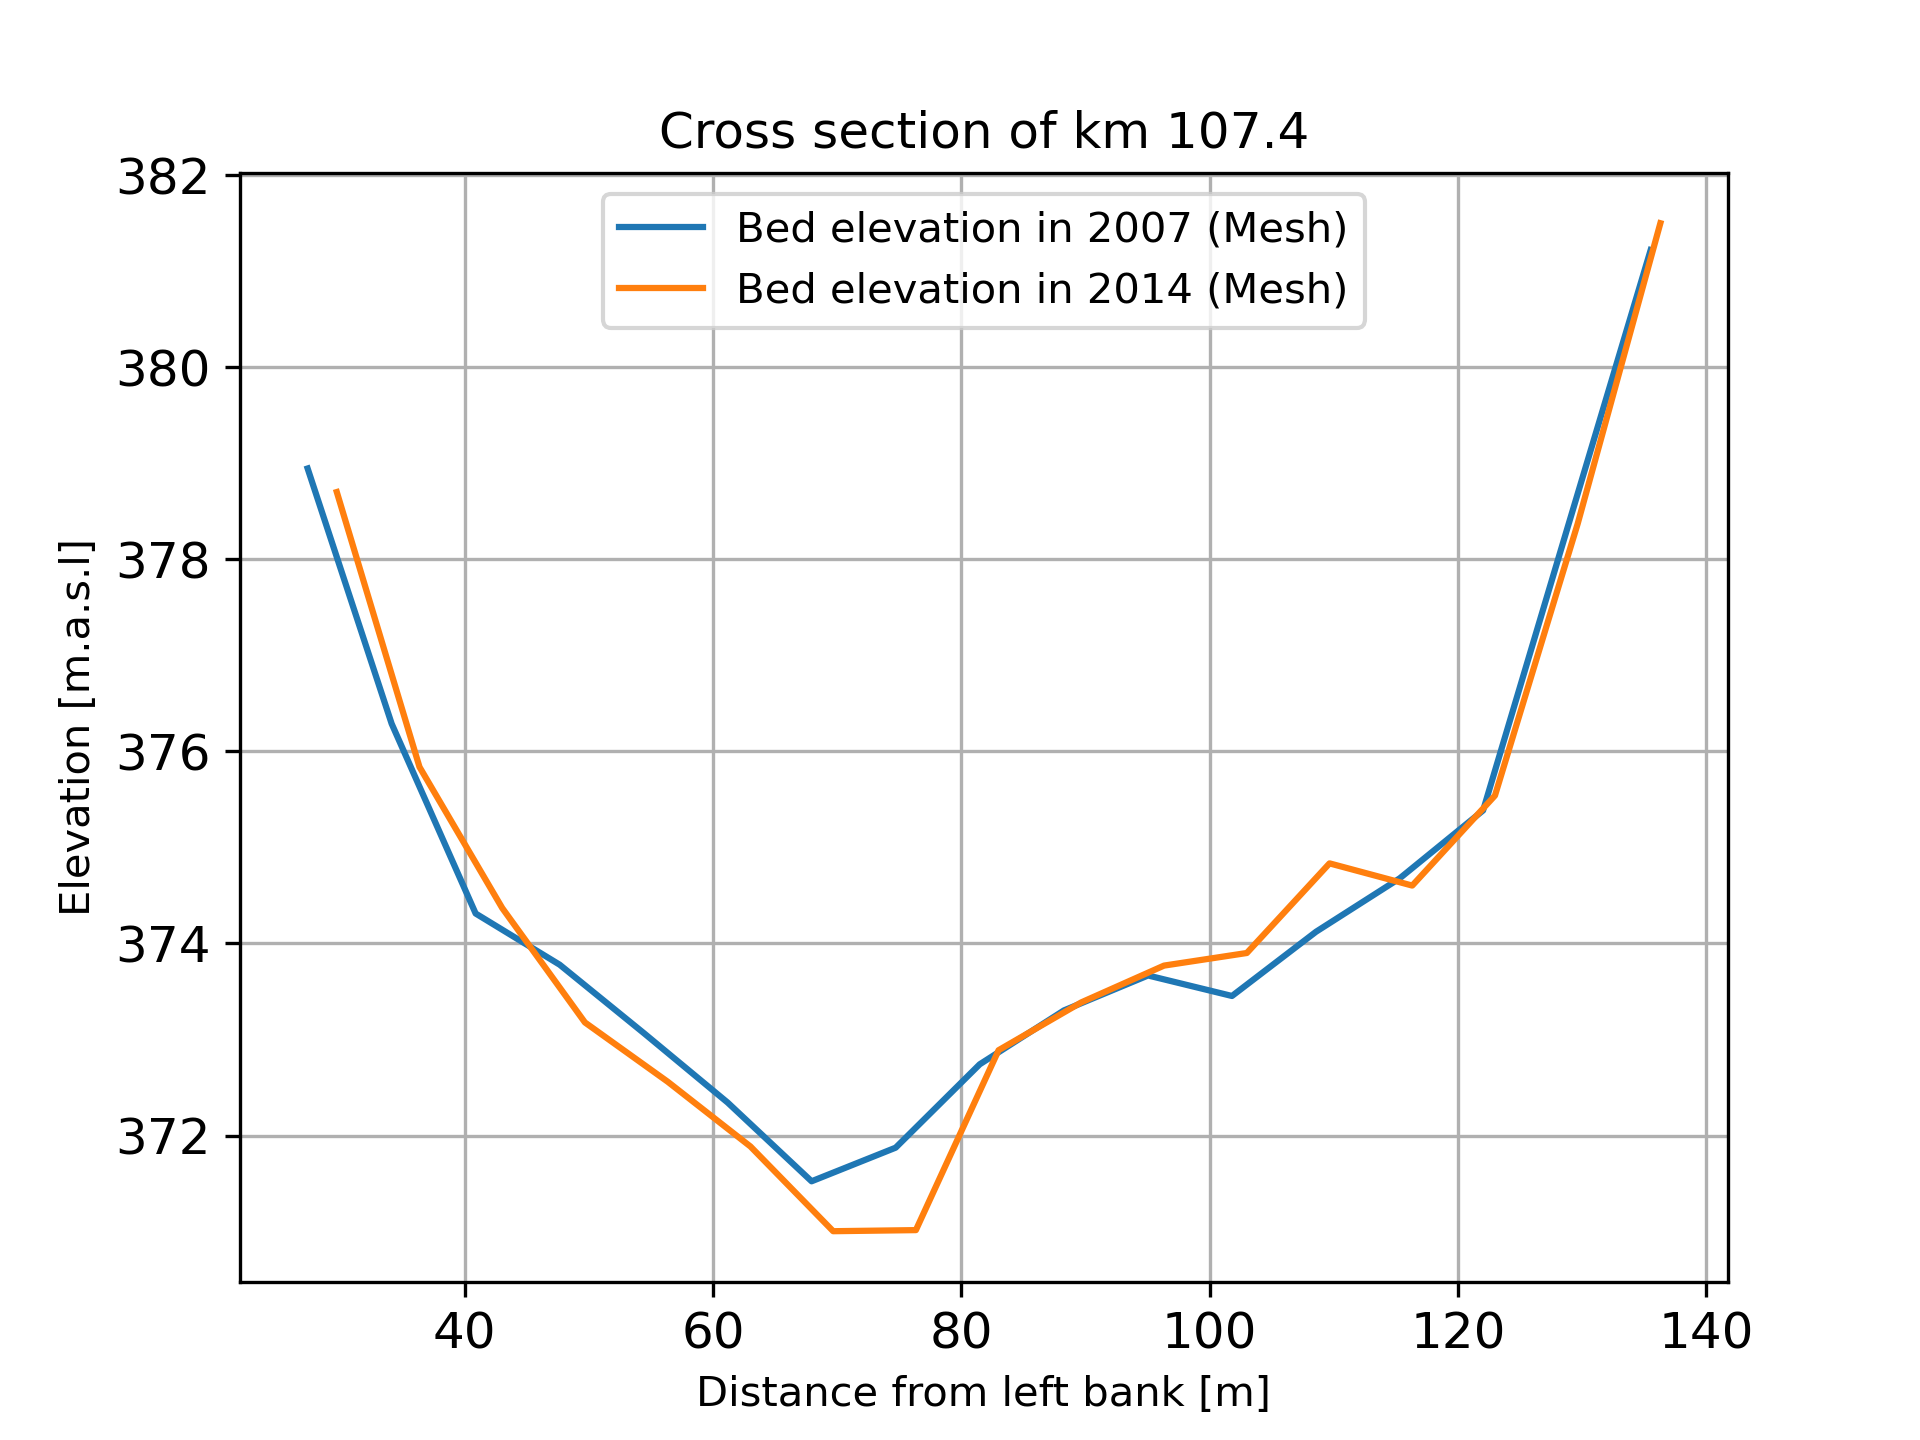 Cross section of km 107.4
382
380
378
376
374
372
Elevation [m.a.s.l]
Bed elevation in 2007 (Mesh)
Bed elevation in 2014 (Mesh)
40 60 80 100 120 140
Distance from left bank [m]